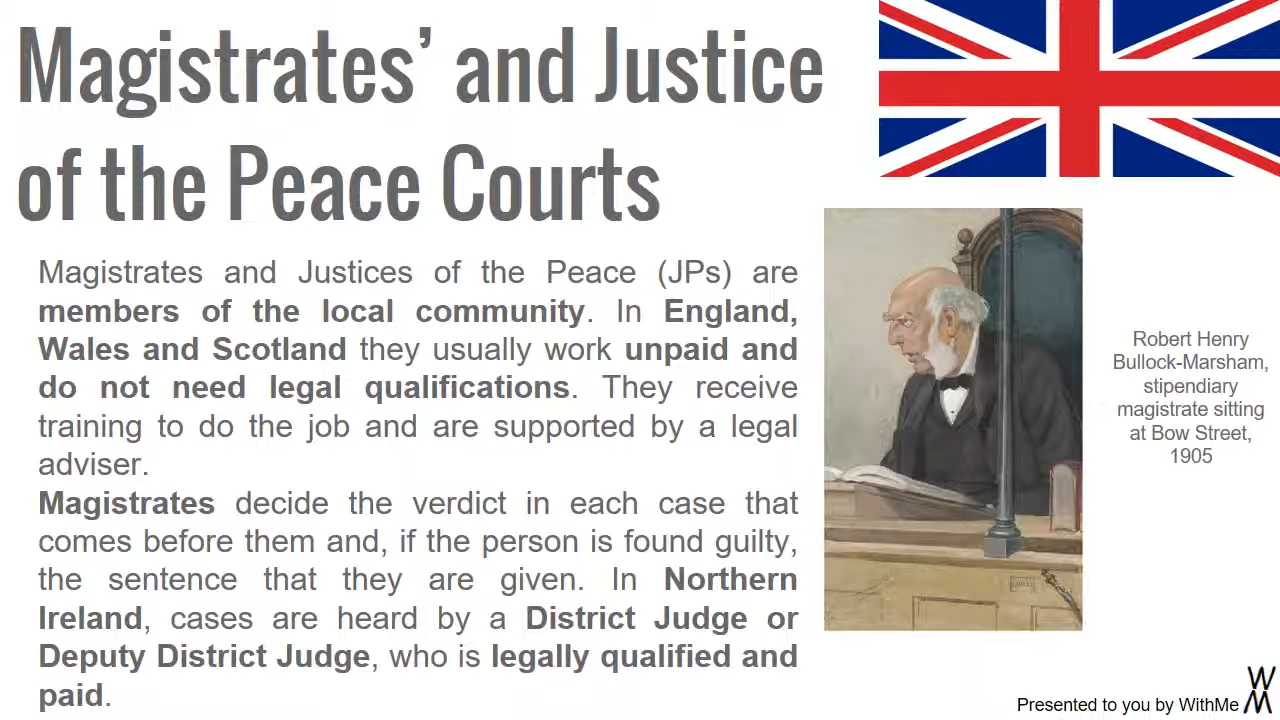 Magistrates’ and Justice
of the Peace Courts
Magistrates and Justices of the Peace (JPs) are
members of the local community. In England,
Wales and Scotland they usually work unpaid and
do not need legal qualifications. They receive
training to do the job and are supported by a legal
adviser.
Magistrates decide the verdict in each case that
comes before them and, if the person is found guilty,
the sentence that they are given. In Northern
Ireland, cases are heard by a District Judge or
Deputy District Judge, who is legally qualified and
paid.
Robert Henry
Bullock-Marsham,
stipendiary
magistrate sitting
at Bow Street,
1905
Presented to you by WithMe
W
M